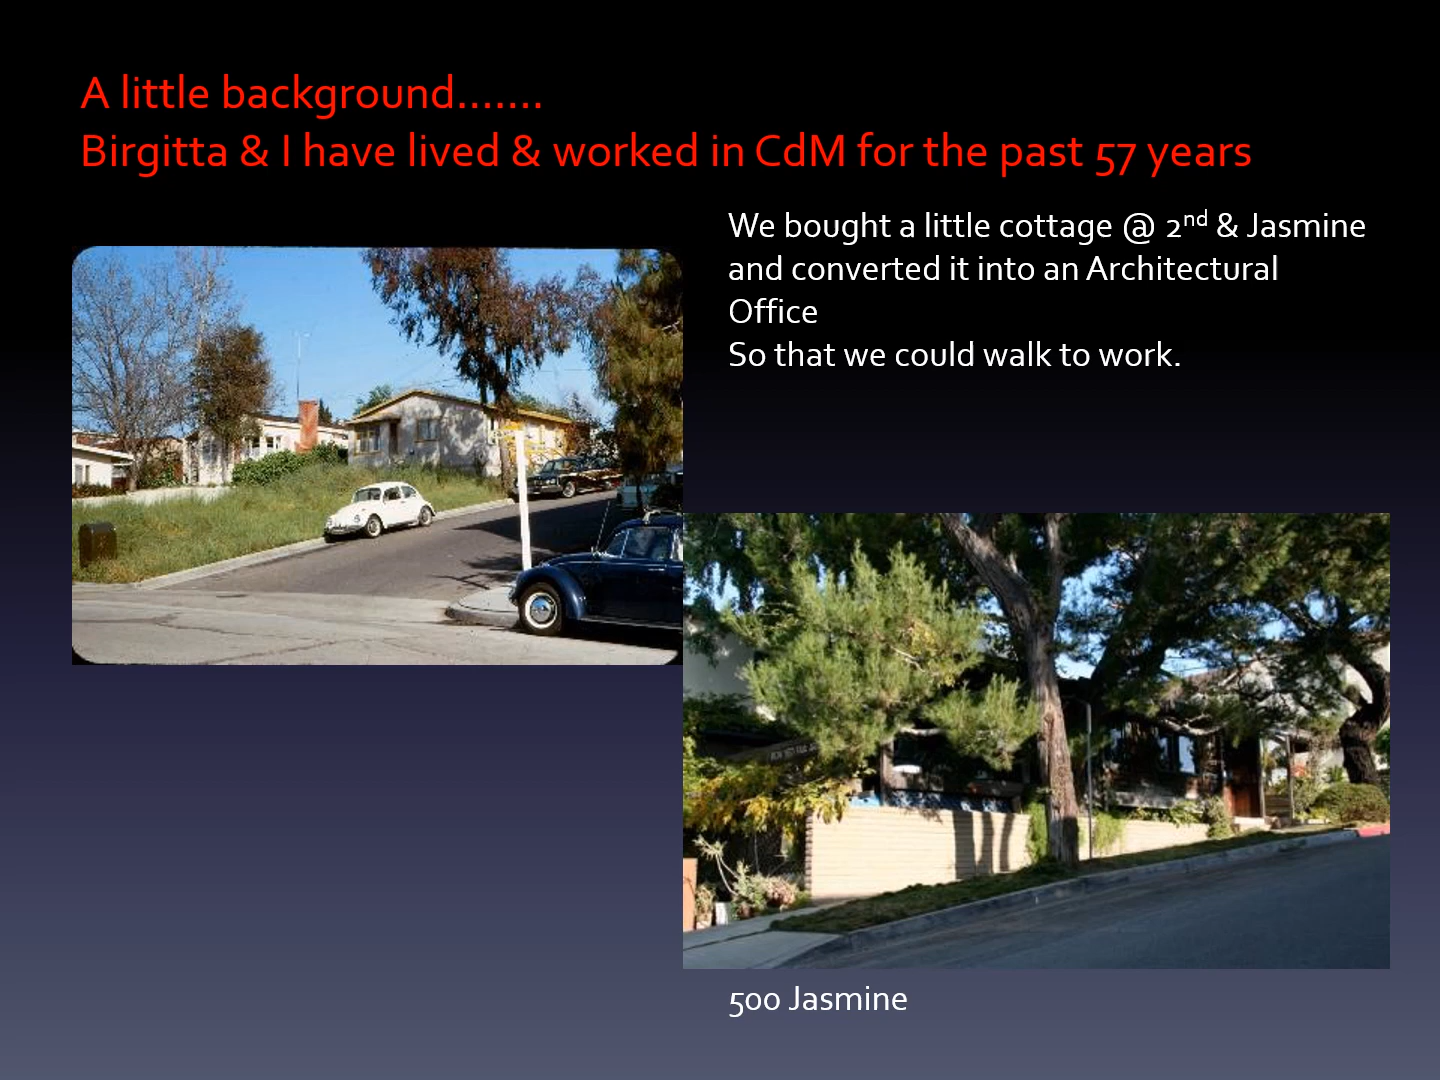 A little background.......
Birgitta & I have lived & worked in CdM for the past 57 years
We bought a little cottage @ 2nd & Jasmine
and converted it into an Architectural
Office
So that we could walk to work.
500 Jasmine